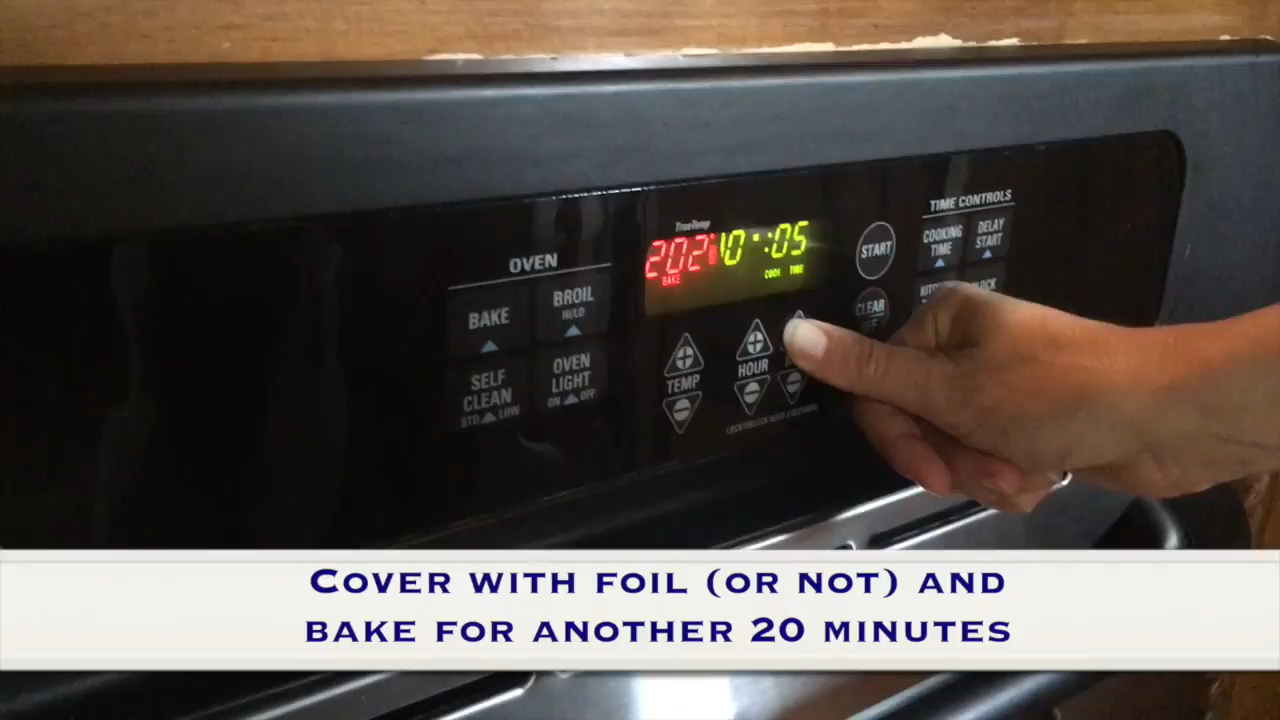 TrueTemp
202 10:05
BAKE
COOK TIME
OVEN
BAKE
BROIL
HI/LO
SELF
CLEAN
STD LOW
OVEN
LIGHT
ON OFF
TEMP
HOUR
START
CLEAR
TIME CONTROLS
COOKING
TIME
DELAY
START
COVER WITH FOIL (OR NOT) AND
BAKE FOR ANOTHER 20 MINUTES